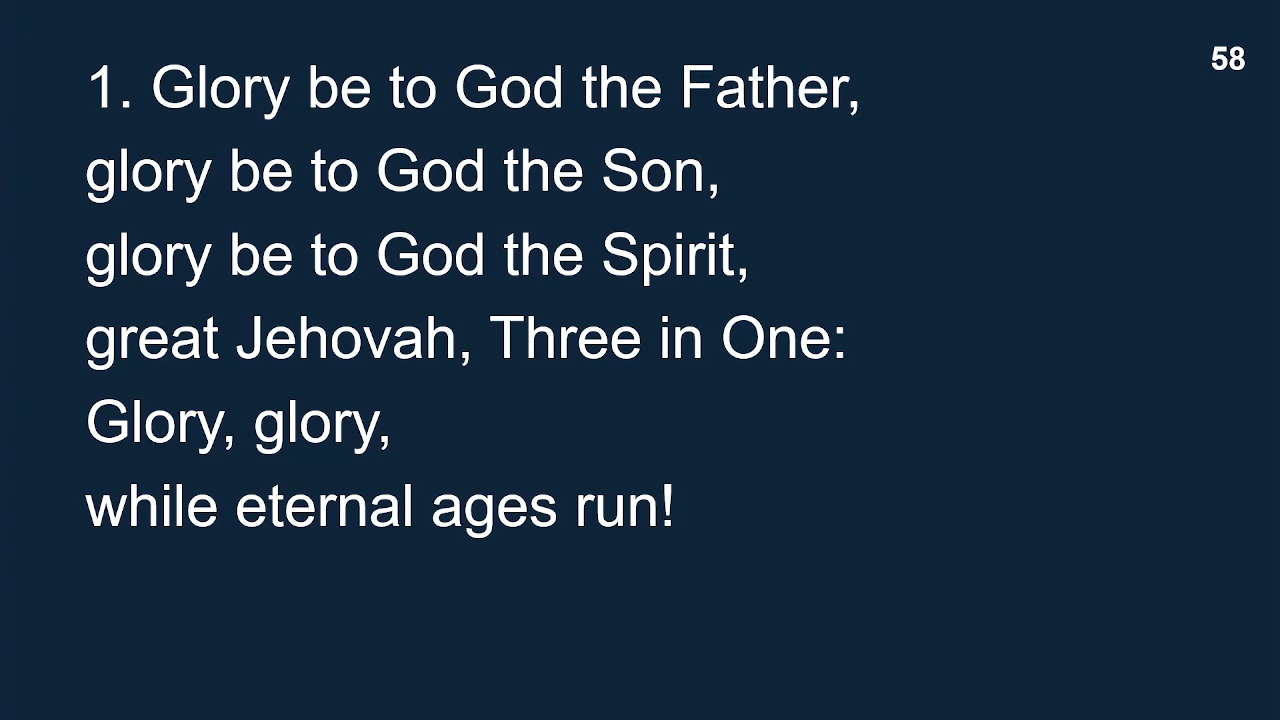 58
1. Glory be to God the Father,
glory be to God the Son,
glory be to God the Spirit,
great Jehovah, Three in One:
Glory, glory,
while eternal ages run!